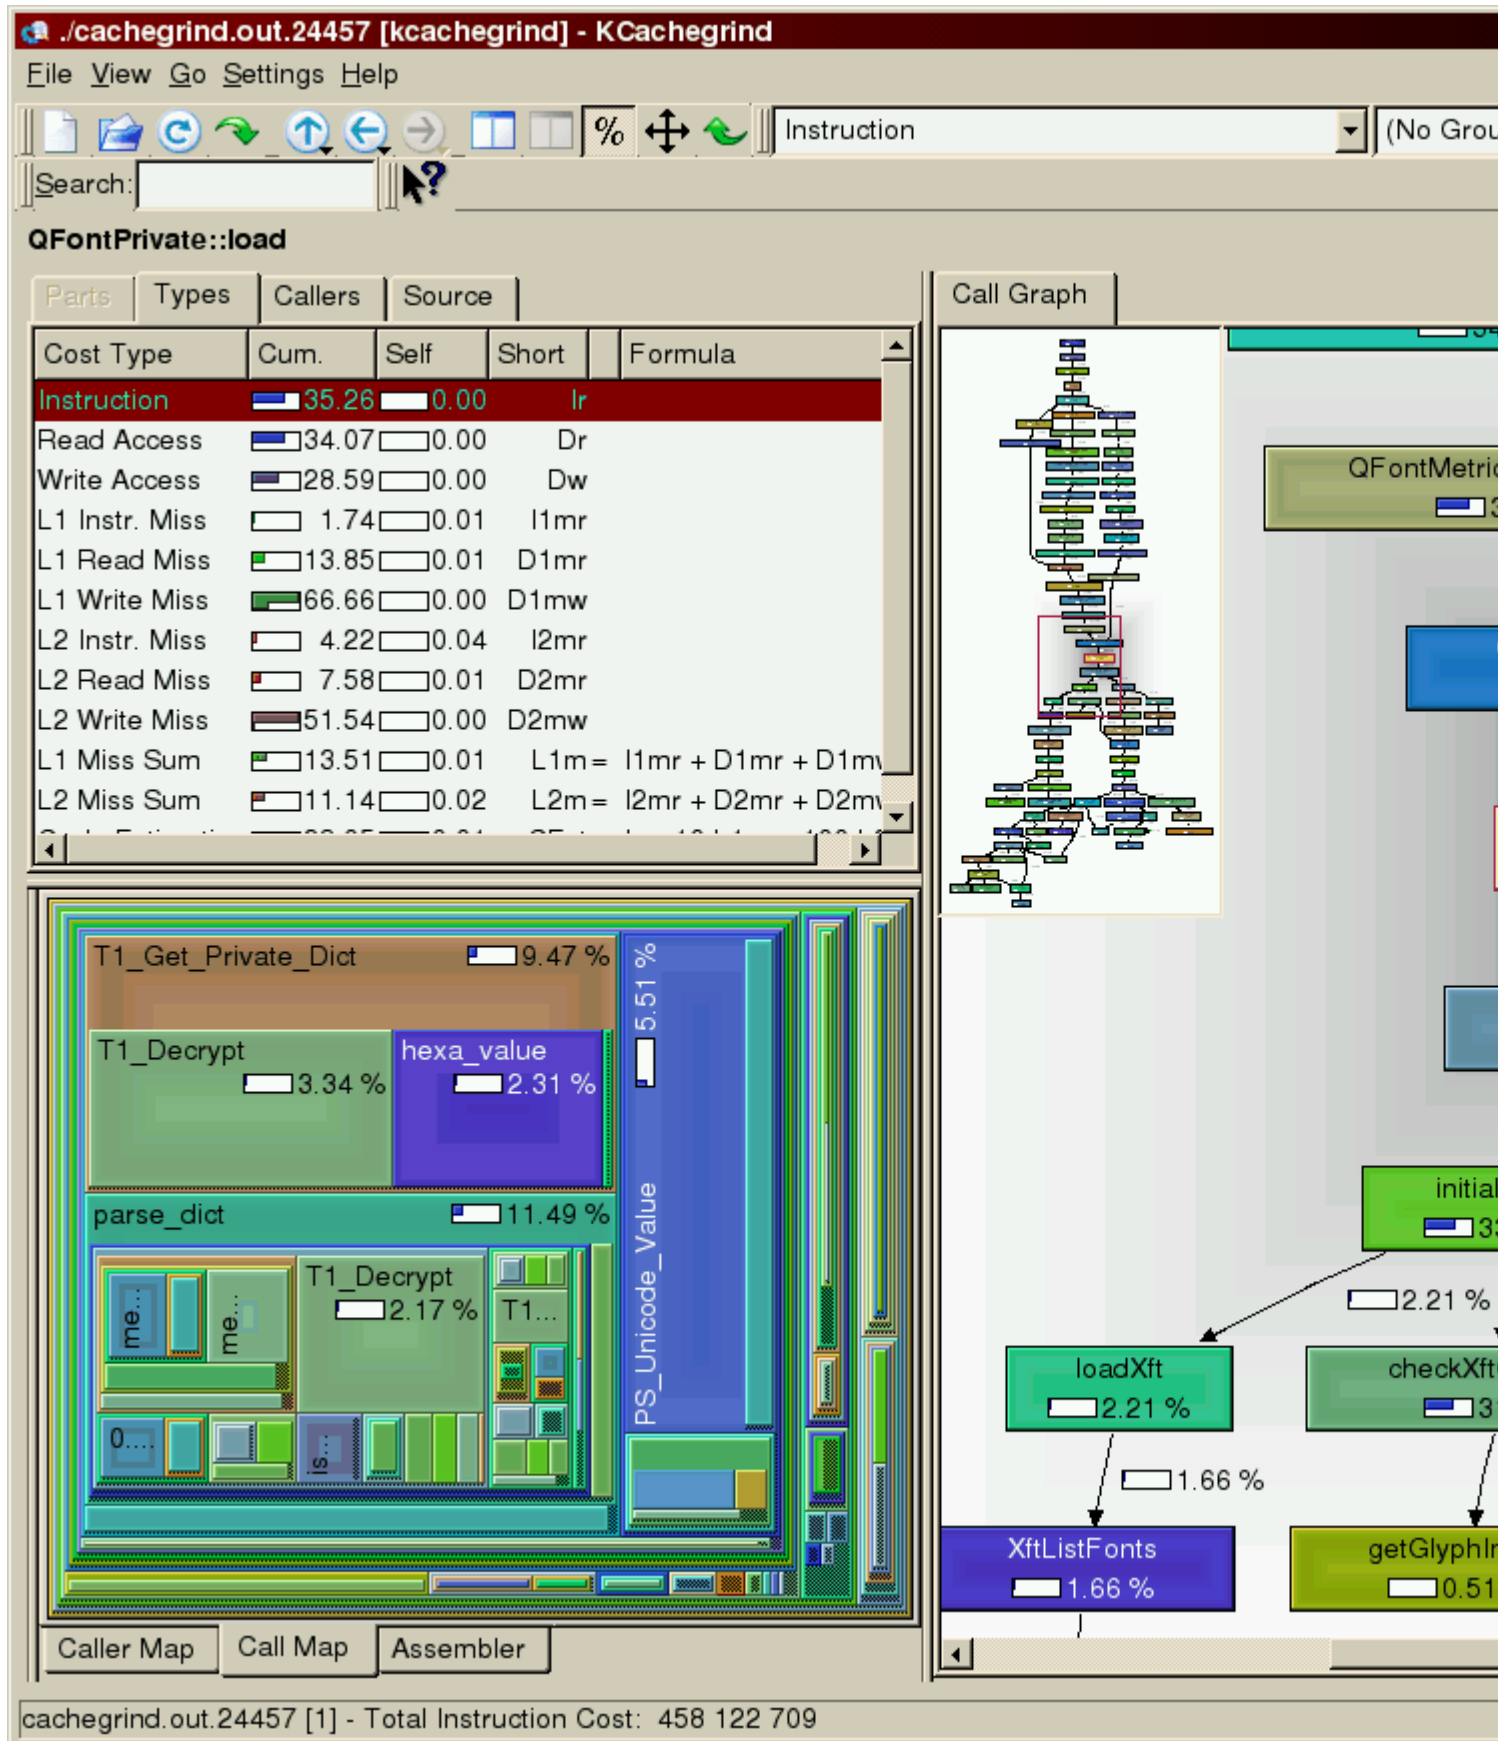 ./cachegrind.out.24457 [kcachegrind] - KCachegrind
File View Go Settings Help
% Instruction (No Grou
Search:
QFontPrivate::load
Parts Types Callers Source
Cost Type Cum. Self Short Formula
Instruction 35.26 0.00 Ir
Read Access 34.07 0.00 Dr
Write Access 28.59 0.00 Dw
L1 Instr. Miss 1.74 0.01 I1mr
L1 Read Miss 13.85 0.01 D1mr
L1 Write Miss 66.66 0.00 D1mw
L2 Instr. Miss 4.22 0.04 I2mr
L2 Read Miss 7.58 0.01 D2mr
L2 Write Miss 51.54 0.00 D2mw
L1 Miss Sum 13.51 0.01 L1m = I1mr + D1mr + D1mw
L2 Miss Sum 11.14 0.02 L2m = I2mr + D2mr + D2mw
T1_Get_Private_Dict 9.47 %
T1_Decrypt 3.34 %
hexa_value 2.31 %
parse_dict 11.49 %
me...
me...
T1_Decrypt 2.17 %
T1...
0....
is...
PS_Unicode_Value 5.51 %
Caller Map Call Map Assembler
Call Graph
QFontMetric
3
initial
33
2.21 %
loadXft
2.21 %
checkXft
3
1.66 %
XftListFonts
1.66 %
getGlyphIn
0.51
cachegrind.out.24457 [1] - Total Instruction Cost: 458 122 709